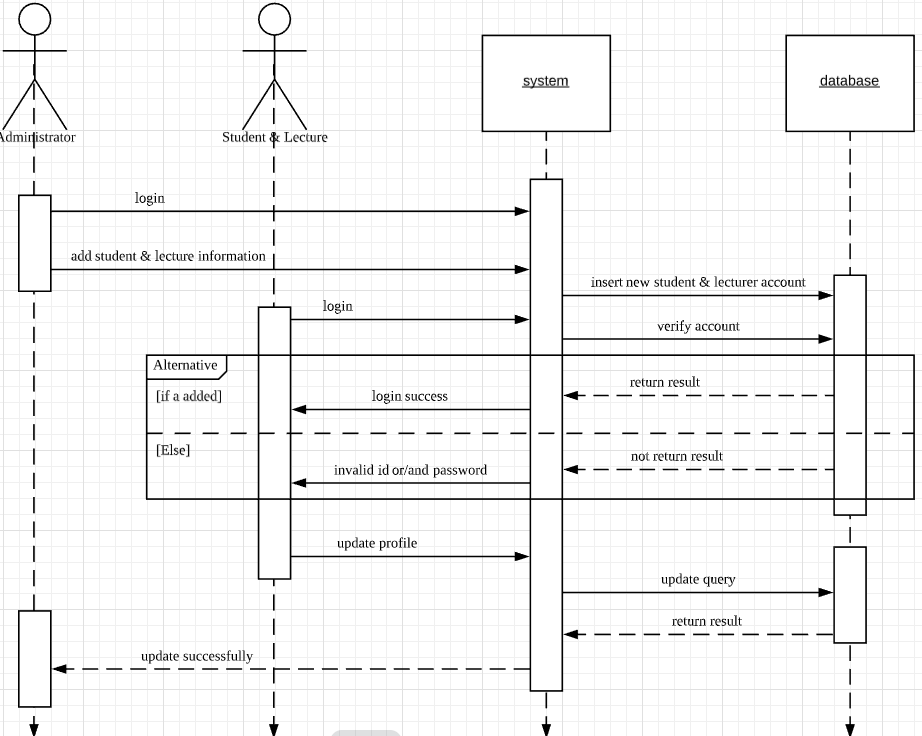 system
database
Administrator
Student & Lecture
login
add student & lecture information
insert new student & lecturer account
login
verify account
Alternative
[if a added]
return result
login success
[Else]
not return result
invalid id or/and password
update profile
update query
return result
update successfully